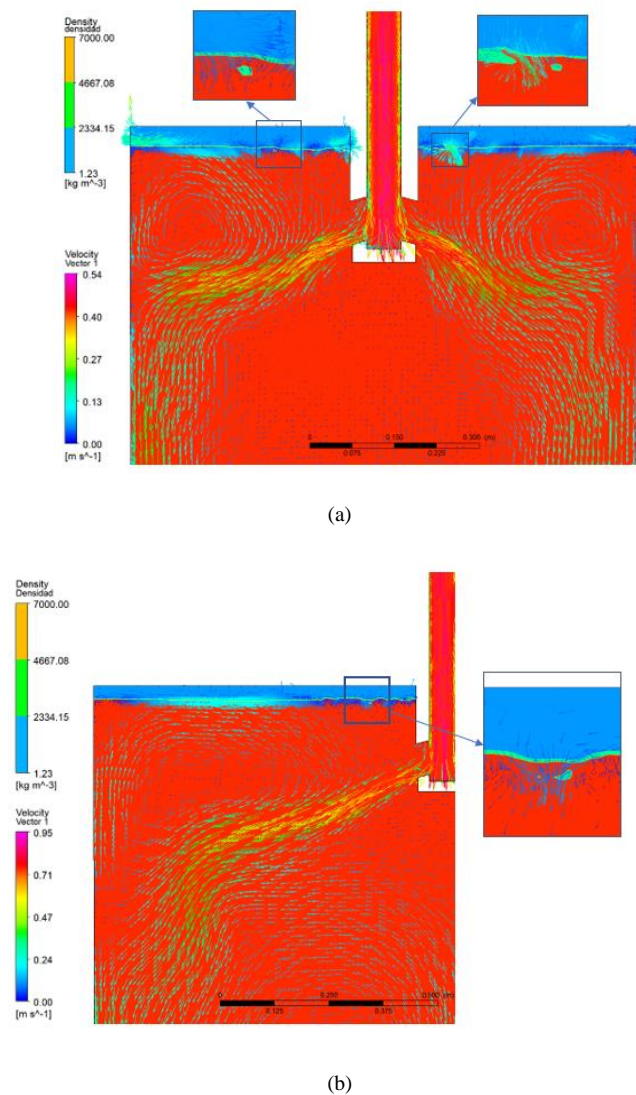 Density
densidad
7000.00
4667.08
2334.15
1.23
[kg m^-3]
Velocity
Vector 1
0.54
0.40
0.27
0.13
0.00
[m s^-1]
0 0.150 0.300 (m)
0.075 0.225
(a)
Density
Densidad
7000.00
4667.08
2334.15
1.23
[kg m^-3]
Velocity
Vector 1
0.95
0.71
0.47
0.24
0.00
[m s^-1]
0 0.250 0.500 (m)
0.125 0.375
(b)